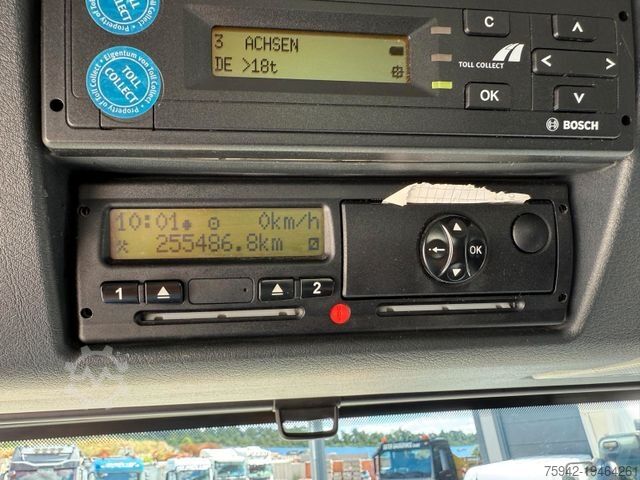 3 ACHSEN
DE >18t
C
TOLL COLLECT
OK
BOSCH
Eigentum von Toll Collect
TOLL COLLECT
Property of Toll Collect
10:01 0km/h
255486.8km
OK
1
2
75942-19464261